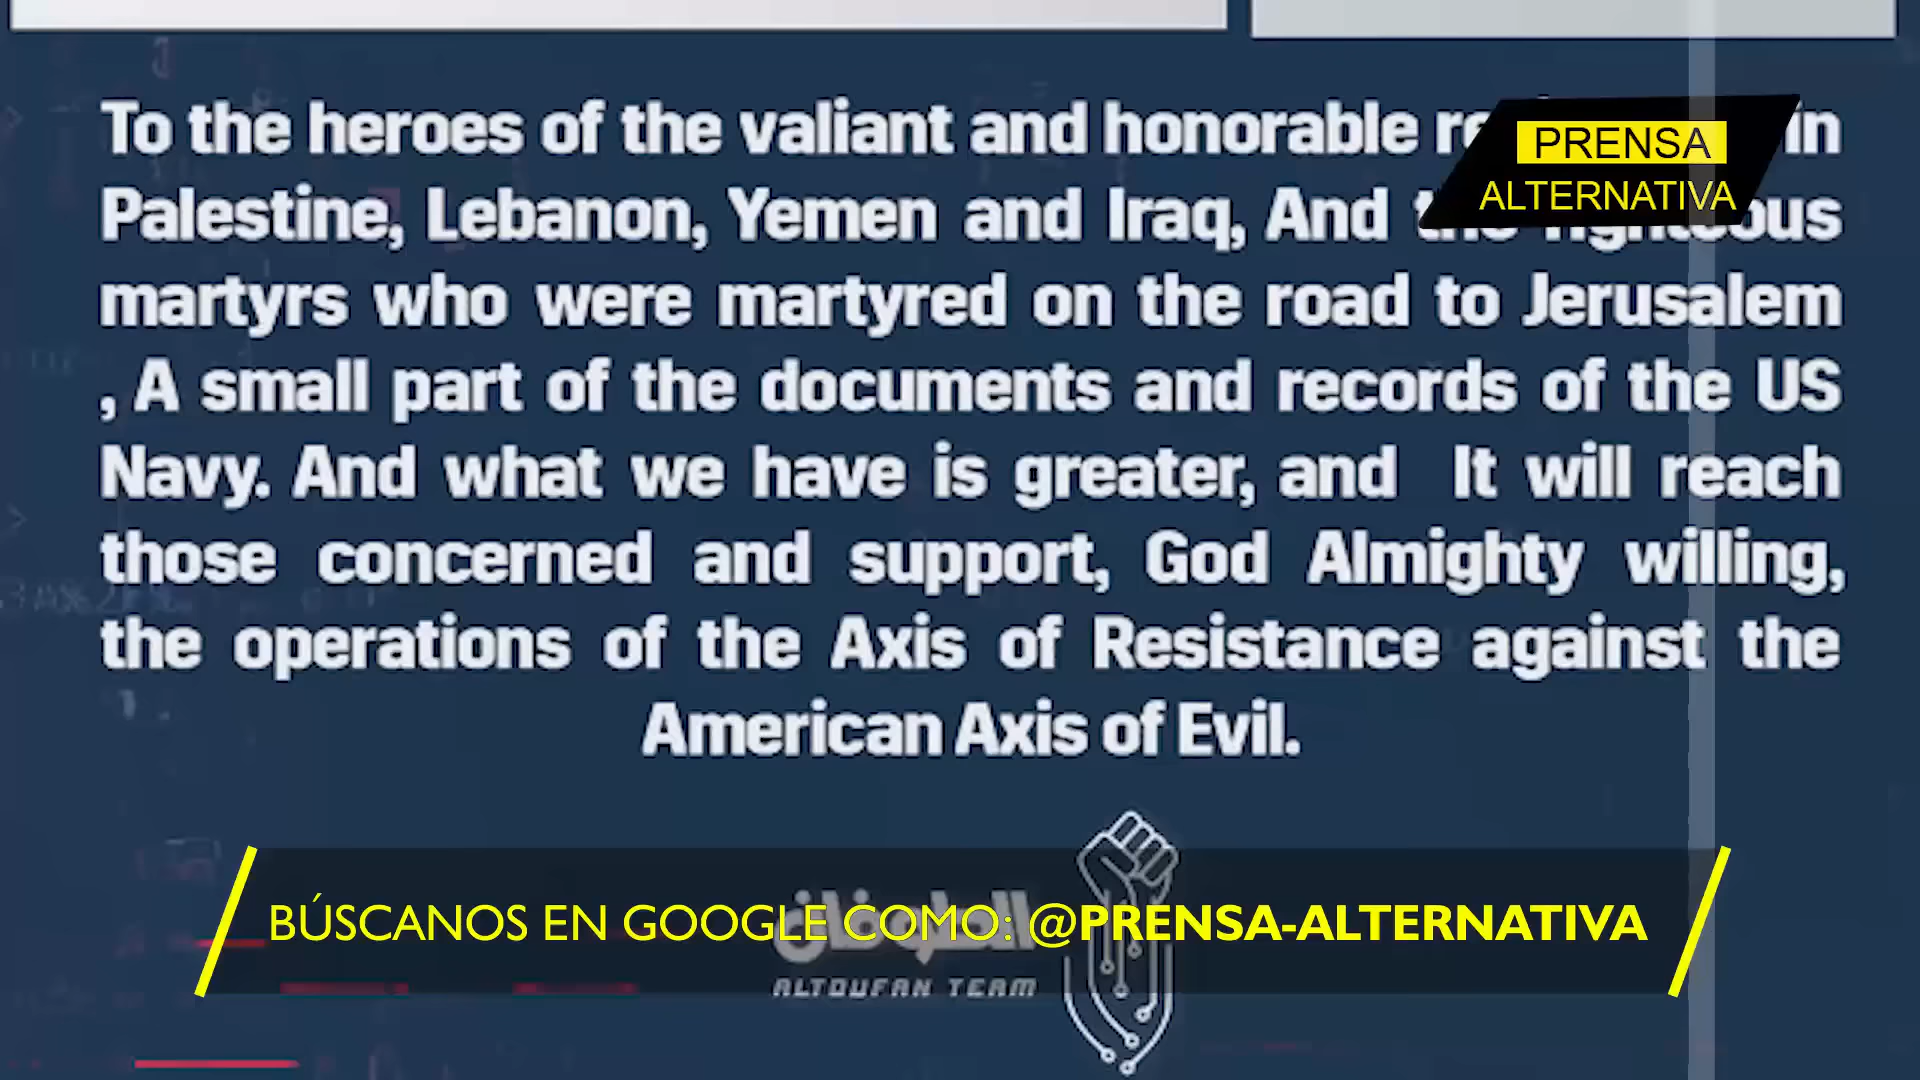 To the heroes of the valiant and honorable in
PRENSA
ALTERNATIVA
Palestine, Lebanon, Yemen and Iraq, And the righteous
martyrs who were martyred on the road to Jerusalem
, A small part of the documents and records of the US
Navy. And what we have is greater, and It will reach
those concerned and support, God Almighty willing,
the operations of the Axis of Resistance against the
American Axis of Evil.
BÚSCANOS EN GOOGLE COMO: @PRENSA-ALTERNATIVA
الطوفان
ALTOUFAN TEAM